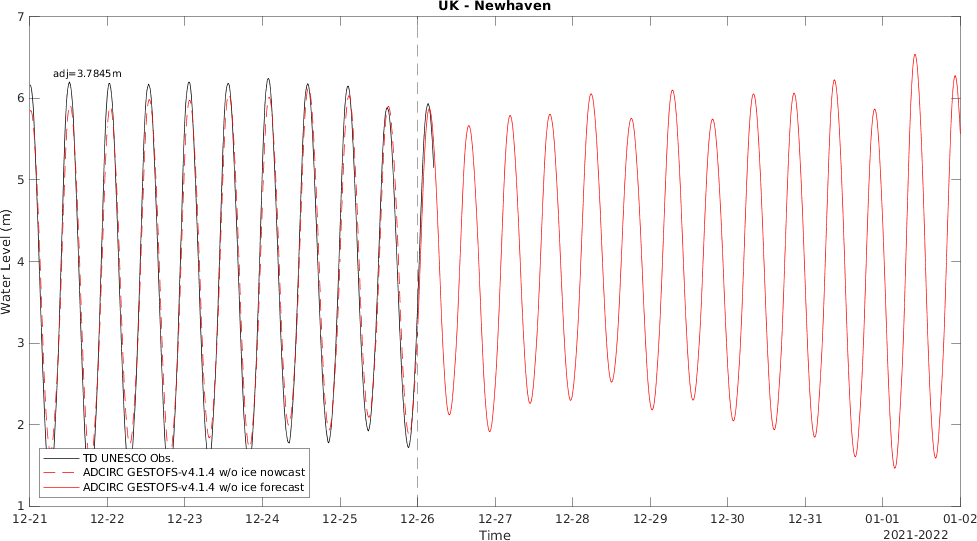 UK - Newhaven
adj=3.7845m
7
6
5
4
3
2
1
Water Level (m)
TD UNESCO Obs.
ADCIRC GESTOFS-v4.1.4 w/o ice nowcast
ADCIRC GESTOFS-v4.1.4 w/o ice forecast
12-21 12-22 12-23 12-24 12-25 12-26 12-27 12-28 12-29 12-30 12-31 01-01 01-02
Time
2021-2022